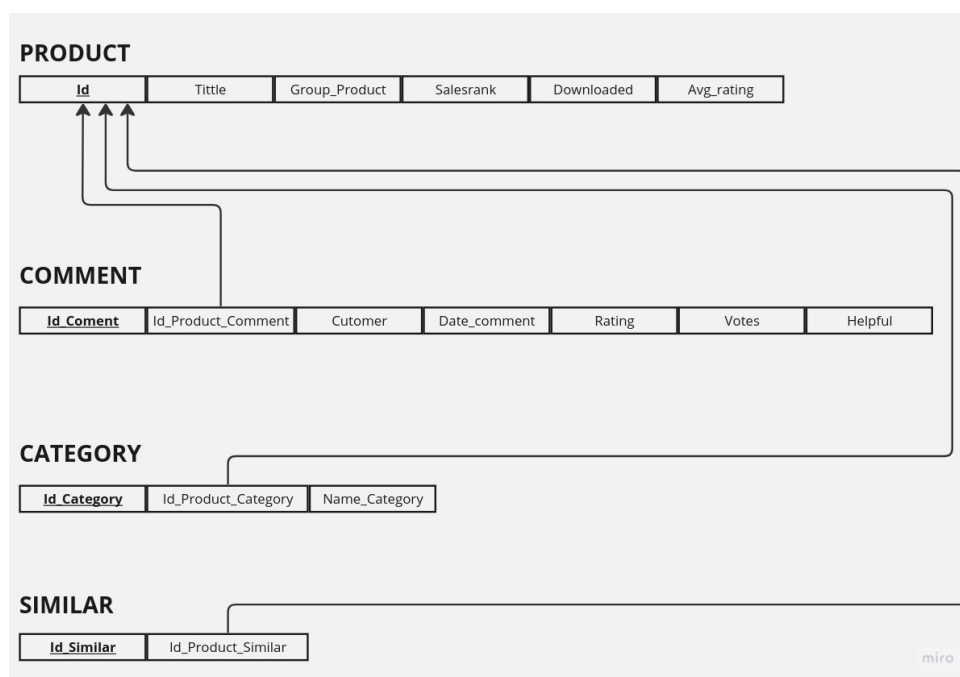 PRODUCT
Id Tittle Group_Product Salesrank Downloaded Avg_rating
COMMENT
Id_Coment Id_Product_Comment Cutomer Date_comment Rating Votes Helpful
CATEGORY
Id_Category Id_Product_Category Name_Category
SIMILAR
Id_Similar Id_Product_Similar
miro